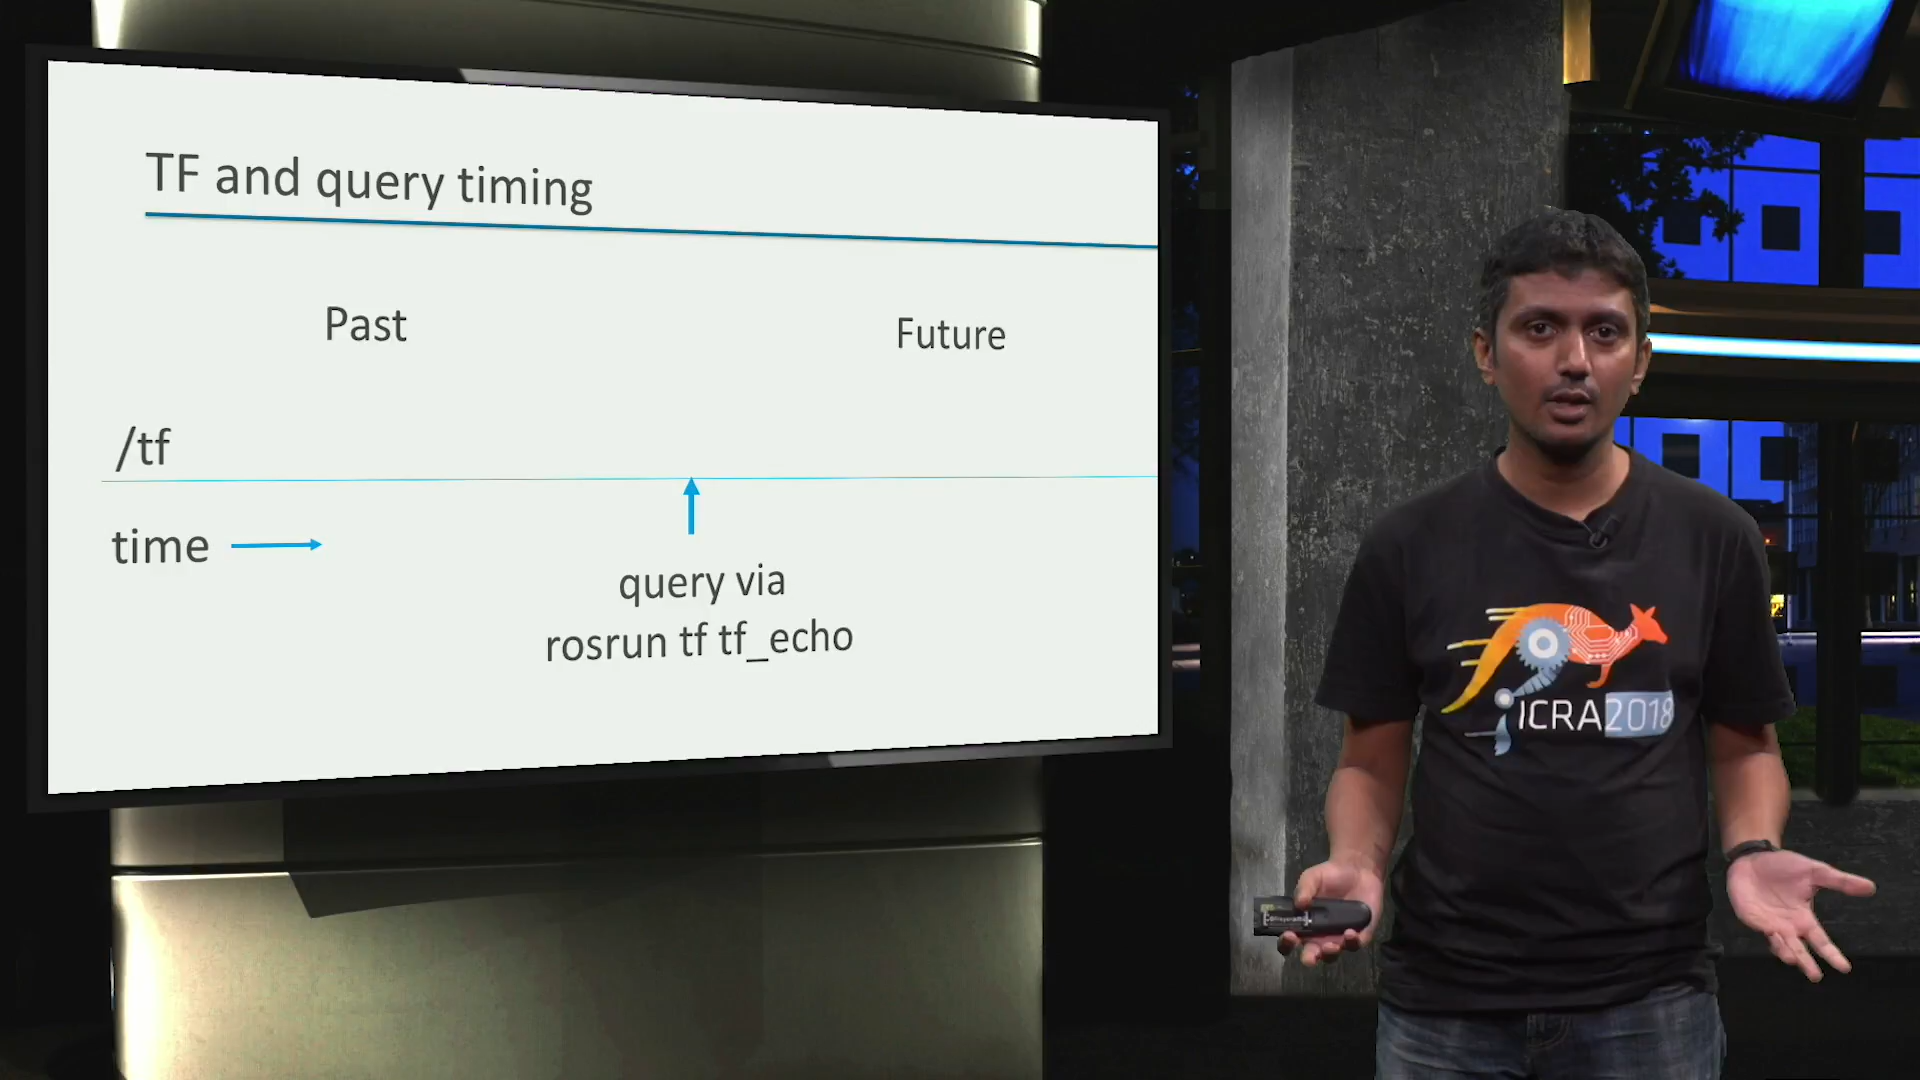 TF and query timing
Past
Future
/tf
time
query via
rosrun tf tf_echo
ICRA2018